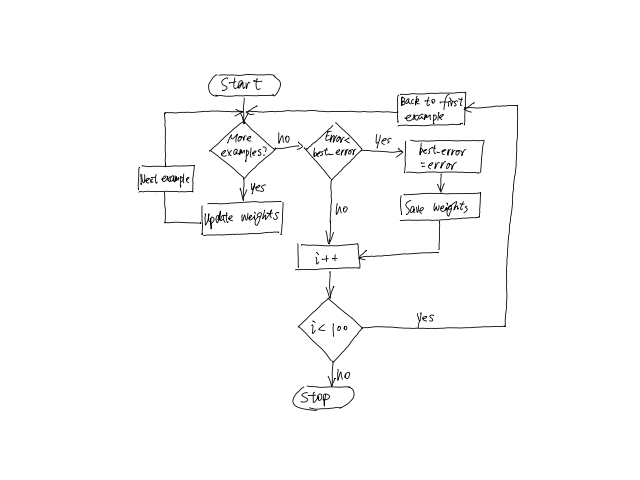 Start
Back to first
example
More
examples?
no
Error<
best_error
Yes
best_error
=error
Next example
yes
Update weights
Save weights
no
i++
i<100
yes
no
Stop